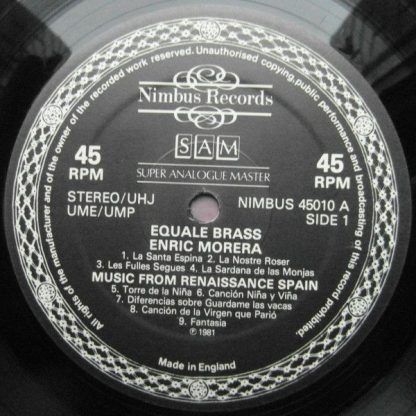 All rights of the manufacturer and of the owner of the recorded work reserved. Unauthorised copying, public performance and broadcasting of this record prohibited.
Nimbus Records
SAM
SUPER ANALOGUE MASTER
45 RPM
45 RPM
STEREO/UHJ
UME/UMP
NIMBUS 45010 A
SIDE 1
EQUALE BRASS
ENRIC MORERA
1. La Santa Espina 2. La Nostre Roser
3. Les Fulles Segues 4. La Sardana de las Monjas
MUSIC FROM RENAISSANCE SPAIN
5. Torre de la Niña 6. Canción Niña y Viña
7. Diferencias sobre Guardame las vacas
8. Canción de la Virgen que Parió
9. Fantasia
℗ 1981
Made in England